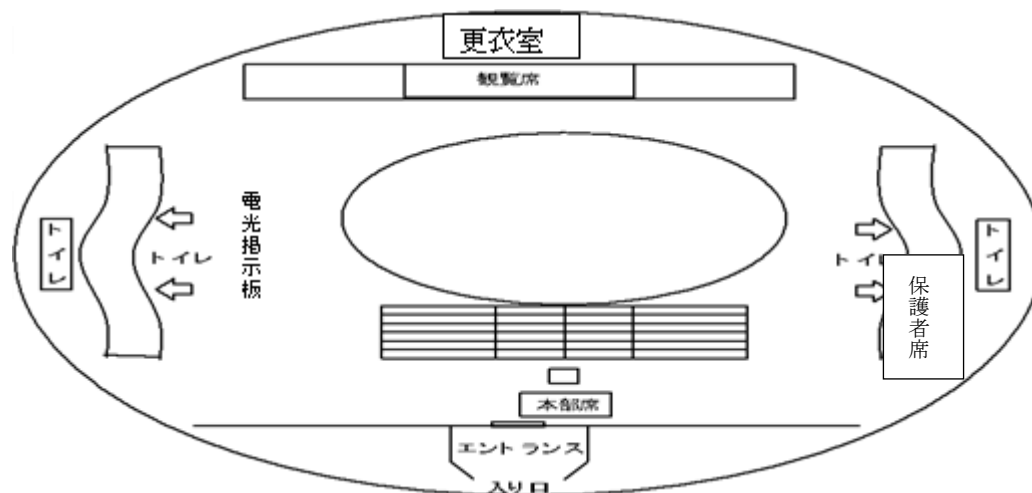 更衣室
観覧席
電光掲示板
トイレ
トイレ
トイレ
トイレ
保護者席
本部席
エントランス
入り口